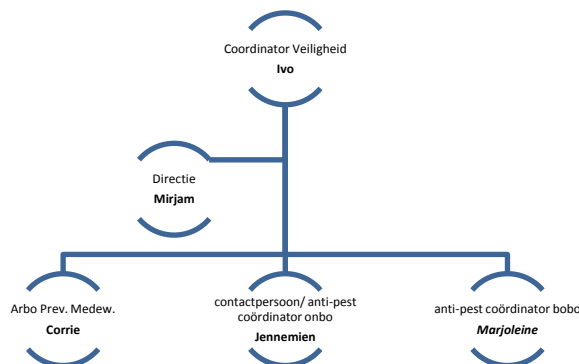 Coordinator Veiligheid
Ivo
Directie
Mirjam
Arbo Prev. Medew.
Corrie
contactpersoon/ anti-pest
coördinator onbo
Jennemien
anti-pest coördinator bobo
Marjoleine